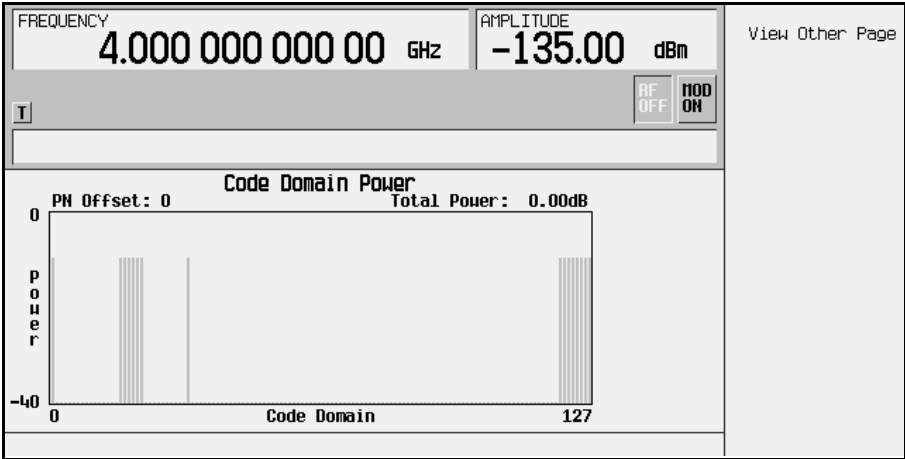 FREQUENCY
4.000 000 000 00 GHz
AMPLITUDE
-135.00 dBm
View Other Page
RF
OFF
MOD
ON
T
Code Domain Power
PN Offset: 0
Total Power: 0.00dB
0
Power
-40
0
Code Domain
127